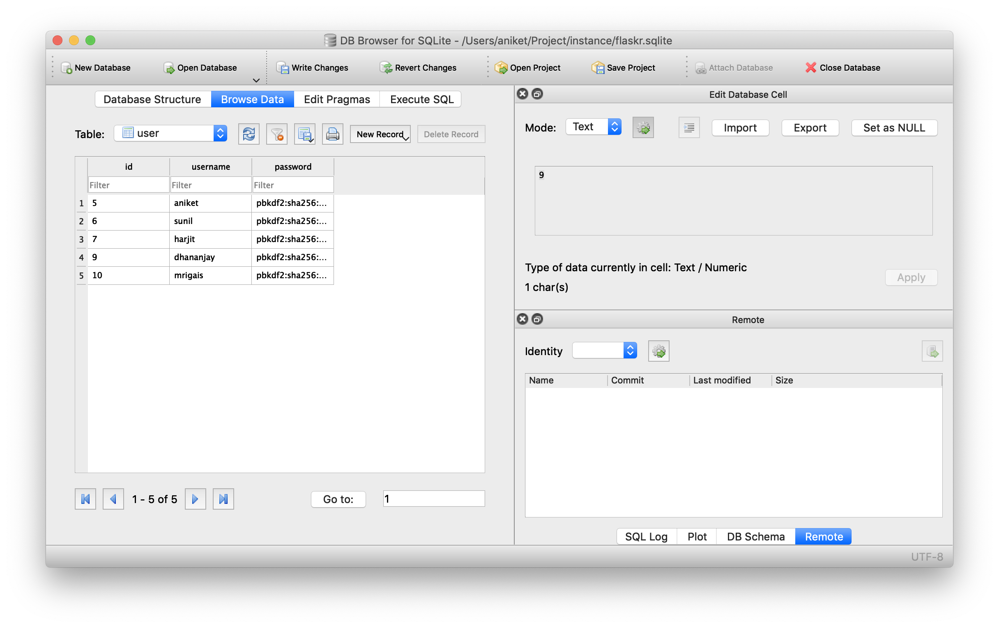 DB Browser for SQLite - /Users/aniket/Project/instance/flaskr.sqlite
New Database Open Database Write Changes Revert Changes Open Project Save Project Attach Database Close Database
Database Structure Browse Data Edit Pragmas Execute SQL
Table: user New Record Delete Record
id username password
Filter Filter Filter
1 5 aniket pbkdf2:sha256:...
2 6 sunil pbkdf2:sha256:...
3 7 harjit pbkdf2:sha256:...
4 9 dhananjay pbkdf2:sha256:...
5 10 mrigais pbkdf2:sha256:...
1 - 5 of 5 Go to: 1
Edit Database Cell
Mode: Text Import Export Set as NULL
9
Type of data currently in cell: Text / Numeric
1 char(s)
Apply
Remote
Identity
Name Commit Last modified Size
SQL Log Plot DB Schema Remote
UTF-8